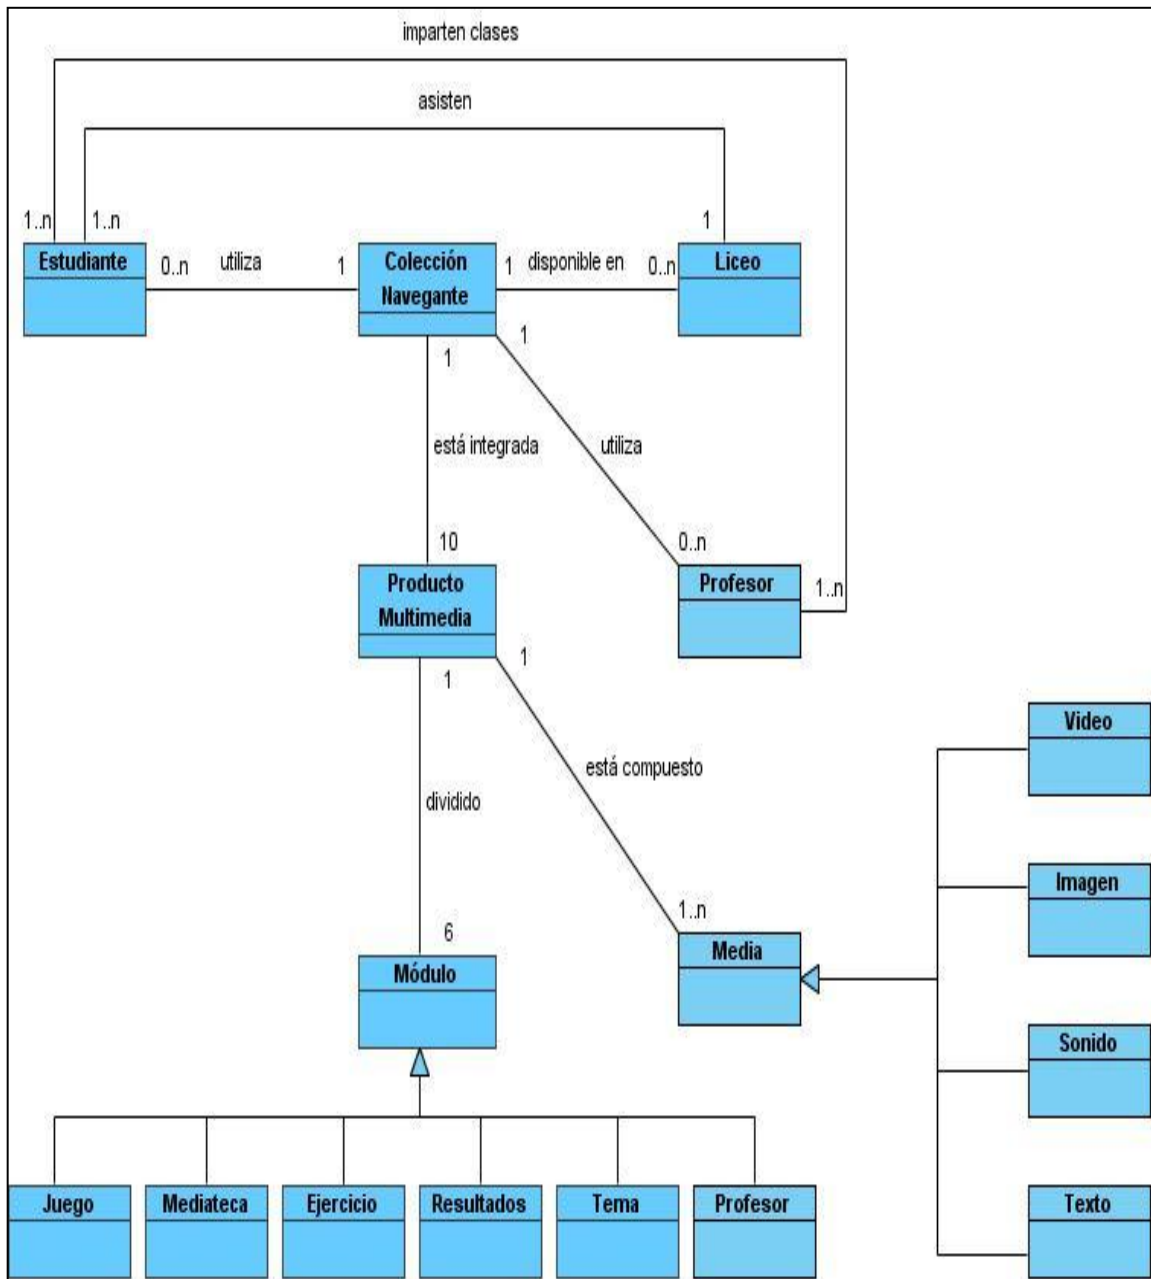 imparten clases
asisten
1..n
1..n
1
Estudiante
0..n
utiliza
1
Colección
Navegante
1
disponible en
0..n
Liceo
1
1
está integrada
utiliza
10
0..n
Producto
Multimedia
Profesor
1..n
1
1
dividido
está compuesto
6
1..n
Módulo
Media
Video
Imagen
Sonido
Texto
Juego
Mediateca
Ejercicio
Resultados
Tema
Profesor